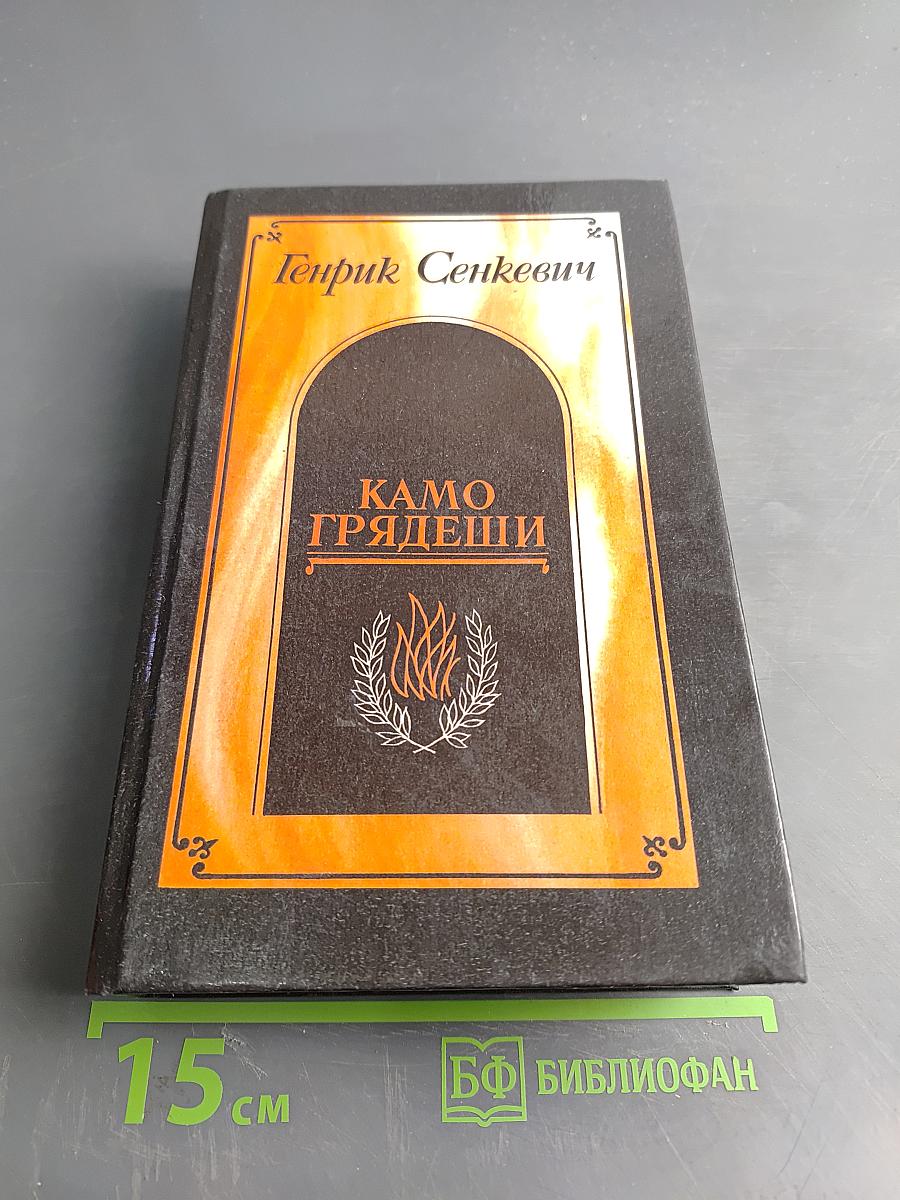 Генрик Сенкевич
КАМО
ГРЯДЕШИ
15 см
БФ БИБЛИОФАН